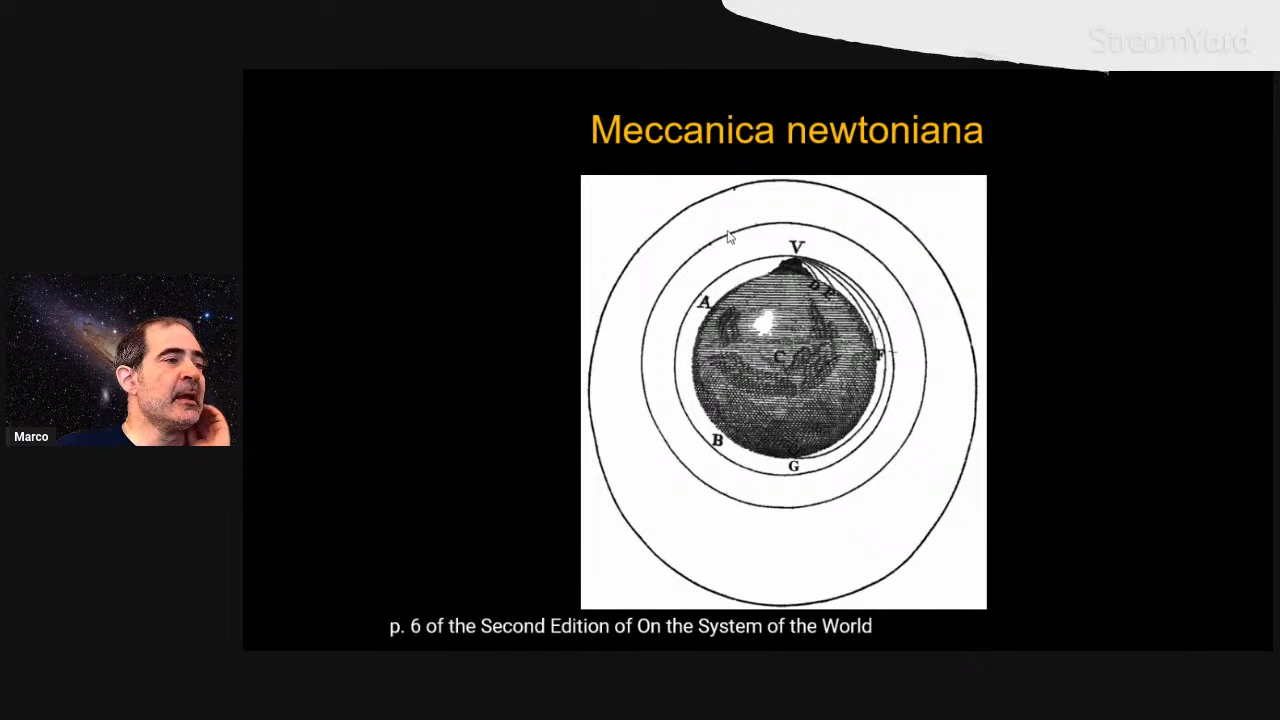 StreamYard
Meccanica newtoniana
V
D
E
A
C
F
B
G
Marco
p. 6 of the Second Edition of On the System of the World